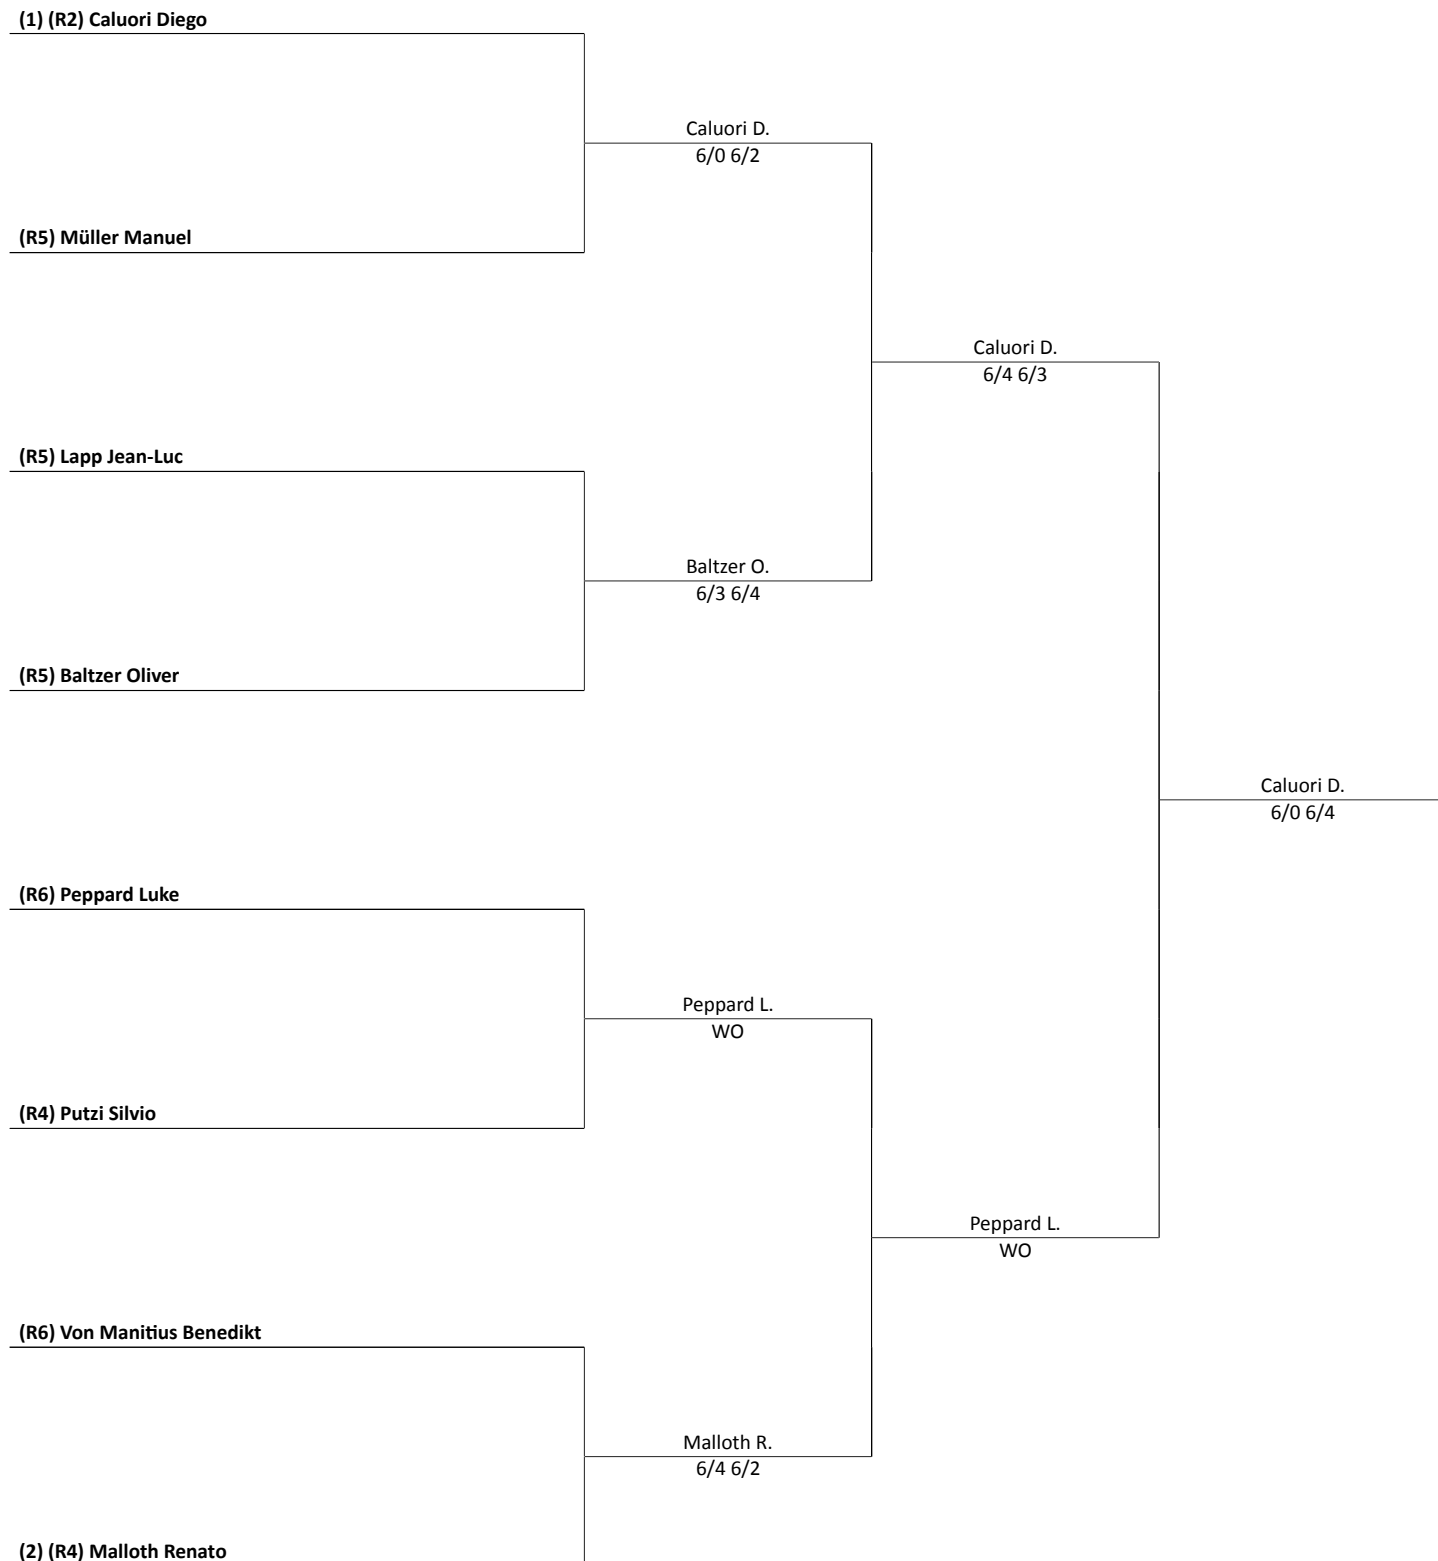 (1) (R2) Caluori Diego
Caluori D.
6/0 6/2
(R5) Müller Manuel
Caluori D.
6/4 6/3
(R5) Lapp Jean-Luc
Baltzer O.
6/3 6/4
(R5) Baltzer Oliver
Caluori D.
6/0 6/4
(R6) Peppard Luke
Peppard L.
WO
(R4) Putzi Silvio
Peppard L.
WO
(R6) Von Manitius Benedikt
Malloth R.
6/4 6/2
(2) (R4) Malloth Renato